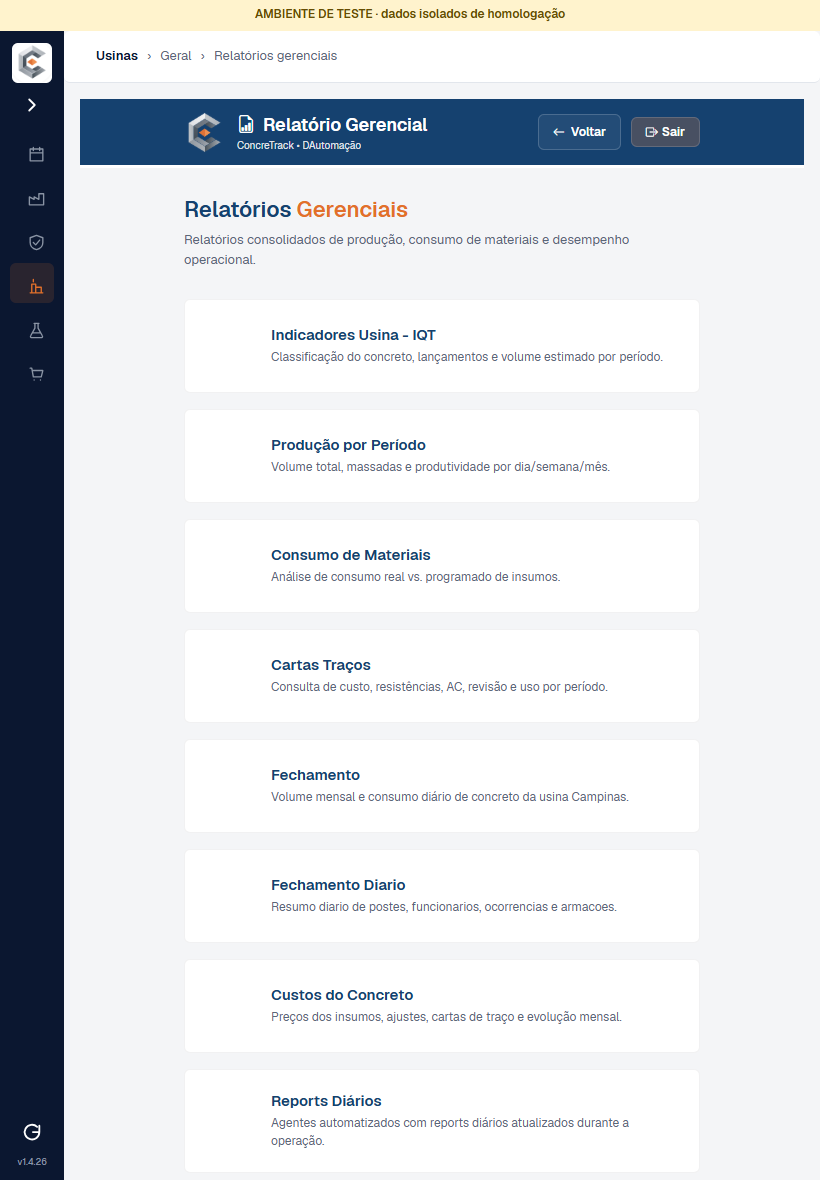 AMBIENTE DE TESTE · dados isolados de homologação
Usinas › Geral › Relatórios gerenciais
Relatório Gerencial
ConcreTrack • DAutomação
← Voltar
Sair
Relatórios Gerenciais
Relatórios consolidados de produção, consumo de materiais e desempenho
operacional.
Indicadores Usina - IQT
Classificação do concreto, lançamentos e volume estimado por período.
Produção por Período
Volume total, massadas e produtividade por dia/semana/mês.
Consumo de Materiais
Análise de consumo real vs. programado de insumos.
Cartas Traços
Consulta de custo, resistências, AC, revisão e uso por período.
Fechamento
Volume mensal e consumo diário de concreto da usina Campinas.
Fechamento Diario
Resumo diario de postes, funcionarios, ocorrencias e armacoes.
Custos do Concreto
Preços dos insumos, ajustes, cartas de traço e evolução mensal.
Reports Diários
Agentes automatizados com reports diários atualizados durante a
operação.
v1.4.26